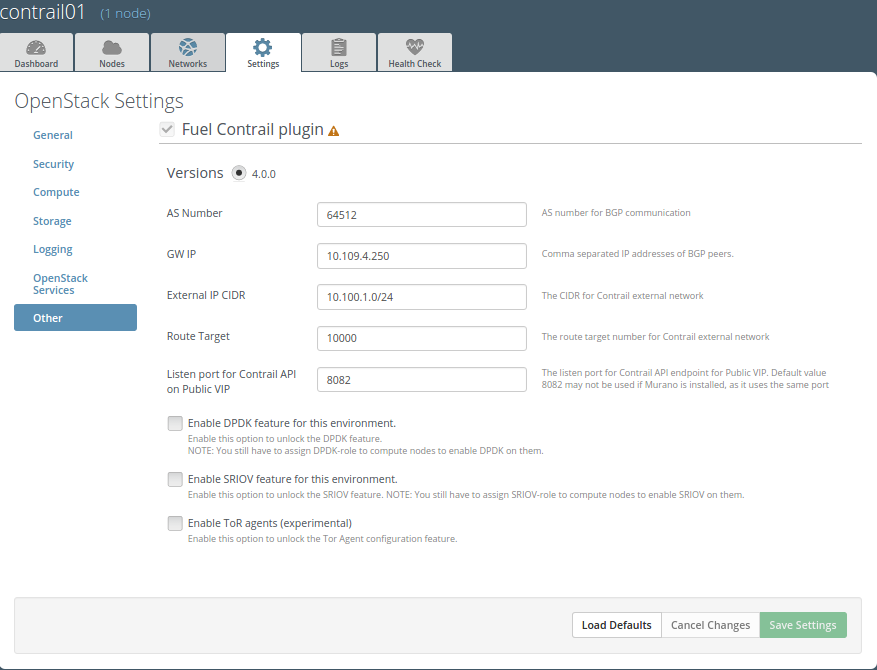 contrail01 (1 node)
Dashboard Nodes Networks Settings Logs Health Check
OpenStack Settings
General
Security
Compute
Storage
Logging
OpenStack
Services
Other
Fuel Contrail plugin
Versions 4.0.0
AS Number 64512 AS number for BGP communication
GW IP 10.109.4.250 Comma separated IP addresses of BGP peers.
External IP CIDR 10.100.1.0/24 The CIDR for Contrail external network
Route Target 10000 The route target number for Contrail external network
Listen port for Contrail API
on Public VIP
8082
The listen port for Contrail API endpoint for Public VIP. Default value
8082 may not be used if Murano is installed, as it uses the same port
Enable DPDK feature for this environment.
Enable this option to unlock the DPDK feature.
NOTE: You still have to assign DPDK-role to compute nodes to enable DPDK on them.
Enable SRIOV feature for this environment.
Enable this option to unlock the SRIOV feature. NOTE: You still have to assign SRIOV-role to compute nodes to enable SRIOV on them.
Enable ToR agents (experimental)
Enable this option to unlock the Tor Agent configuration feature.
Load Defaults Cancel Changes Save Settings